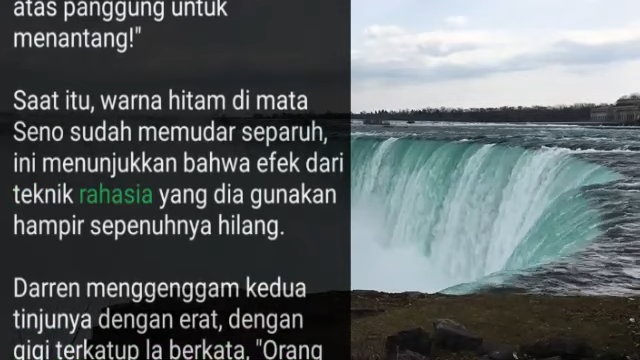 atas panggung untuk
menantang!"
Saat itu, warna hitam di mata
Seno sudah memudar separuh,
ini menunjukkan bahwa efek dari
teknik rahasia yang dia gunakan
hampir sepenuhnya hilang.
Darren menggenggam kedua
tinjunya dengan erat, dengan
gigi terkatup Ia berkata, "Orang